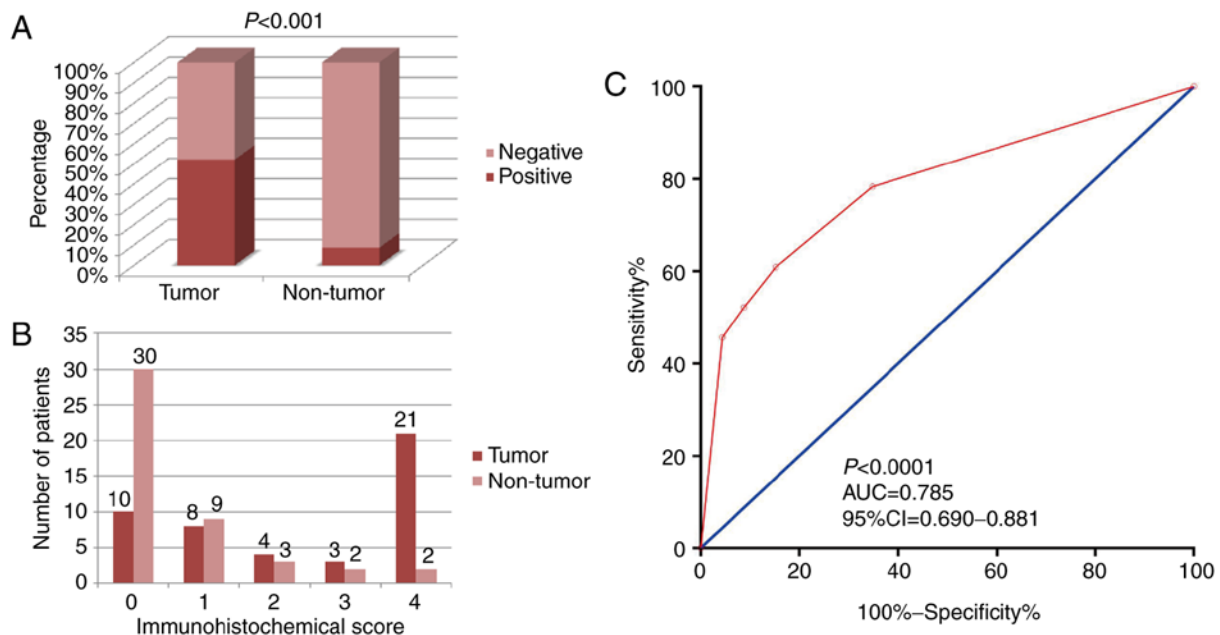 A
P<0.001
100%
90%
80%
70%
60%
50%
40%
30%
20%
10%
0%
Percentage
Tumor Non-tumor
Negative
Positive
B
35
30
25
20
15
10
5
0
Number of patients
10 30
8 9
4 3
3 2
21 2
0 1 2 3 4
Immunohistochemical score
Tumor
Non-tumor
C
100
80
60
40
20
0
Sensitivity%
P<0.0001
AUC=0.785
95%CI=0.690–0.881
0 20 40 60 80 100
100%–Specificity%